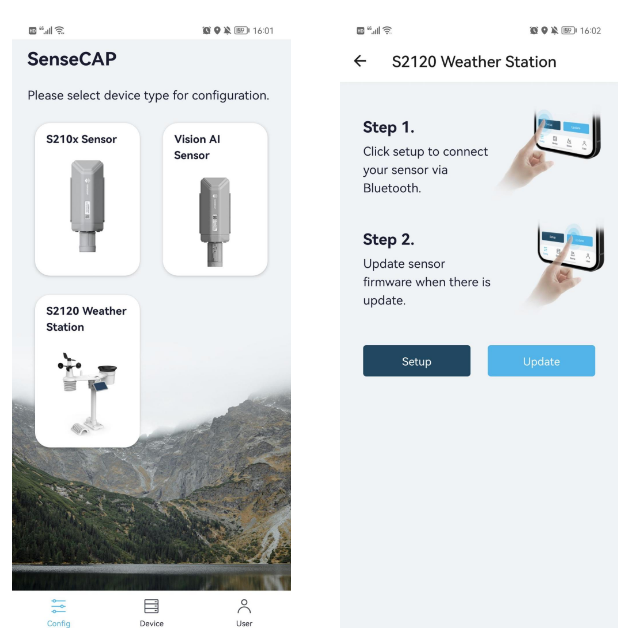 16:01
SenseCAP
Please select device type for configuration.
S210x Sensor
Vision AI
Sensor
S2120 Weather
Station
Config
Device
User
16:02
S2120 Weather Station
Step 1.
Click setup to connect
your sensor via
Bluetooth.
Step 2.
Update sensor
firmware when there is
update.
Setup
Update